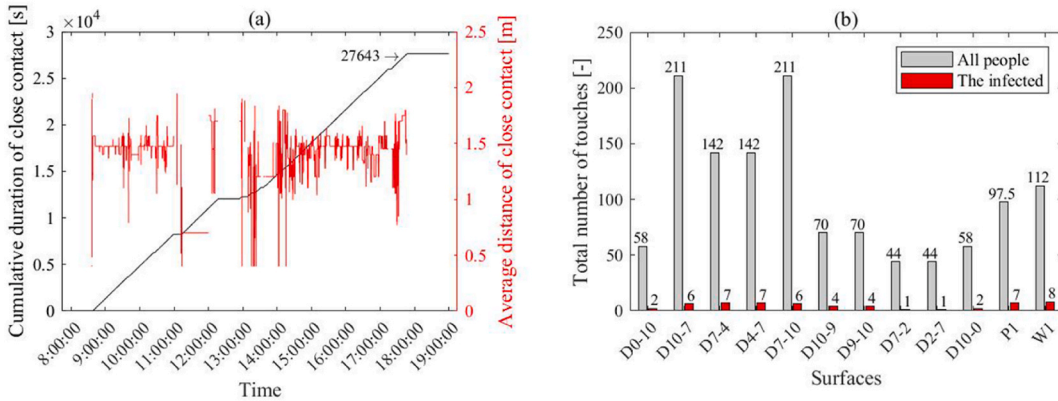 (a)
×10⁴
Cumulative duration of close contact [s]
3
2.5
2
1.5
1
0.5
0
27643
2.5
2
1.5
1
0.5
0
Average distance of close contact [m]
8:00:00
9:00:00
10:00:00
11:00:00
12:00:00
13:00:00
14:00:00
15:00:00
16:00:00
17:00:00
18:00:00
19:00:00
Time
(b)
Total number of touches [-]
250
200
150
100
50
0
All people
The infected
58
2
211
6
142
7
142
7
211
6
70
4
70
4
44
1
44
1
58
2
97.5
7
112
8
D0-10
D10-7
D7-4
D4-7
D7-10
D10-9
D9-10
D7-2
D2-7
D10-0
P1
W1
Surfaces